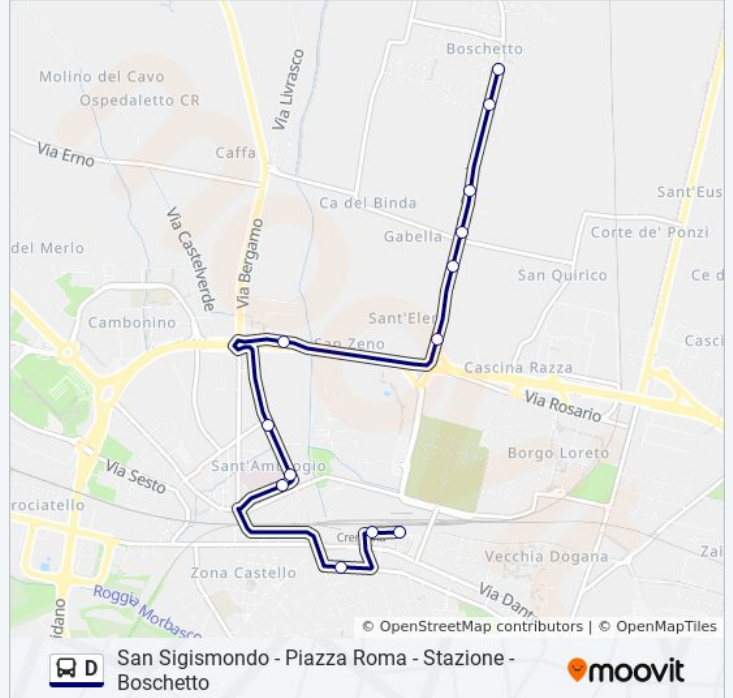 Boschetto
Molino del Cavo
Ospedaletto CR
Via Livrasco
Caffa
Via Erno
Ca del Binda
Sant'Eus
Via Castelverde
Via Bergamo
Gabella
Corte de' Ponzi
del Merlo
San Quirico
Ce d
Cambonino
Sant'Eler
San Zeno
Casci
Cascina Razza
Via Rosario
Sant'Ambrogio
Borgo Loreto
Via Sesto
rociatello
Vecchia Dogana
Zai
Zona Castello
Roggia Morbasco
Via Dant
idano
© OpenStreetMap contributors | © OpenMapTiles
D
San Sigismondo - Piazza Roma - Stazione -
Boschetto
moovit